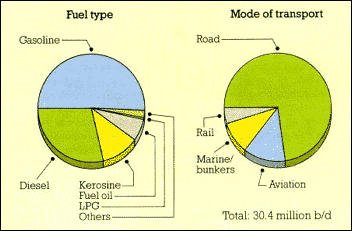 Fuel type
Gasoline
Diesel
Kerosine
Fuel oil
LPG
Others
Mode of transport
Road
Rail
Marine/
bunkers
Aviation
Total: 30.4 million b/d